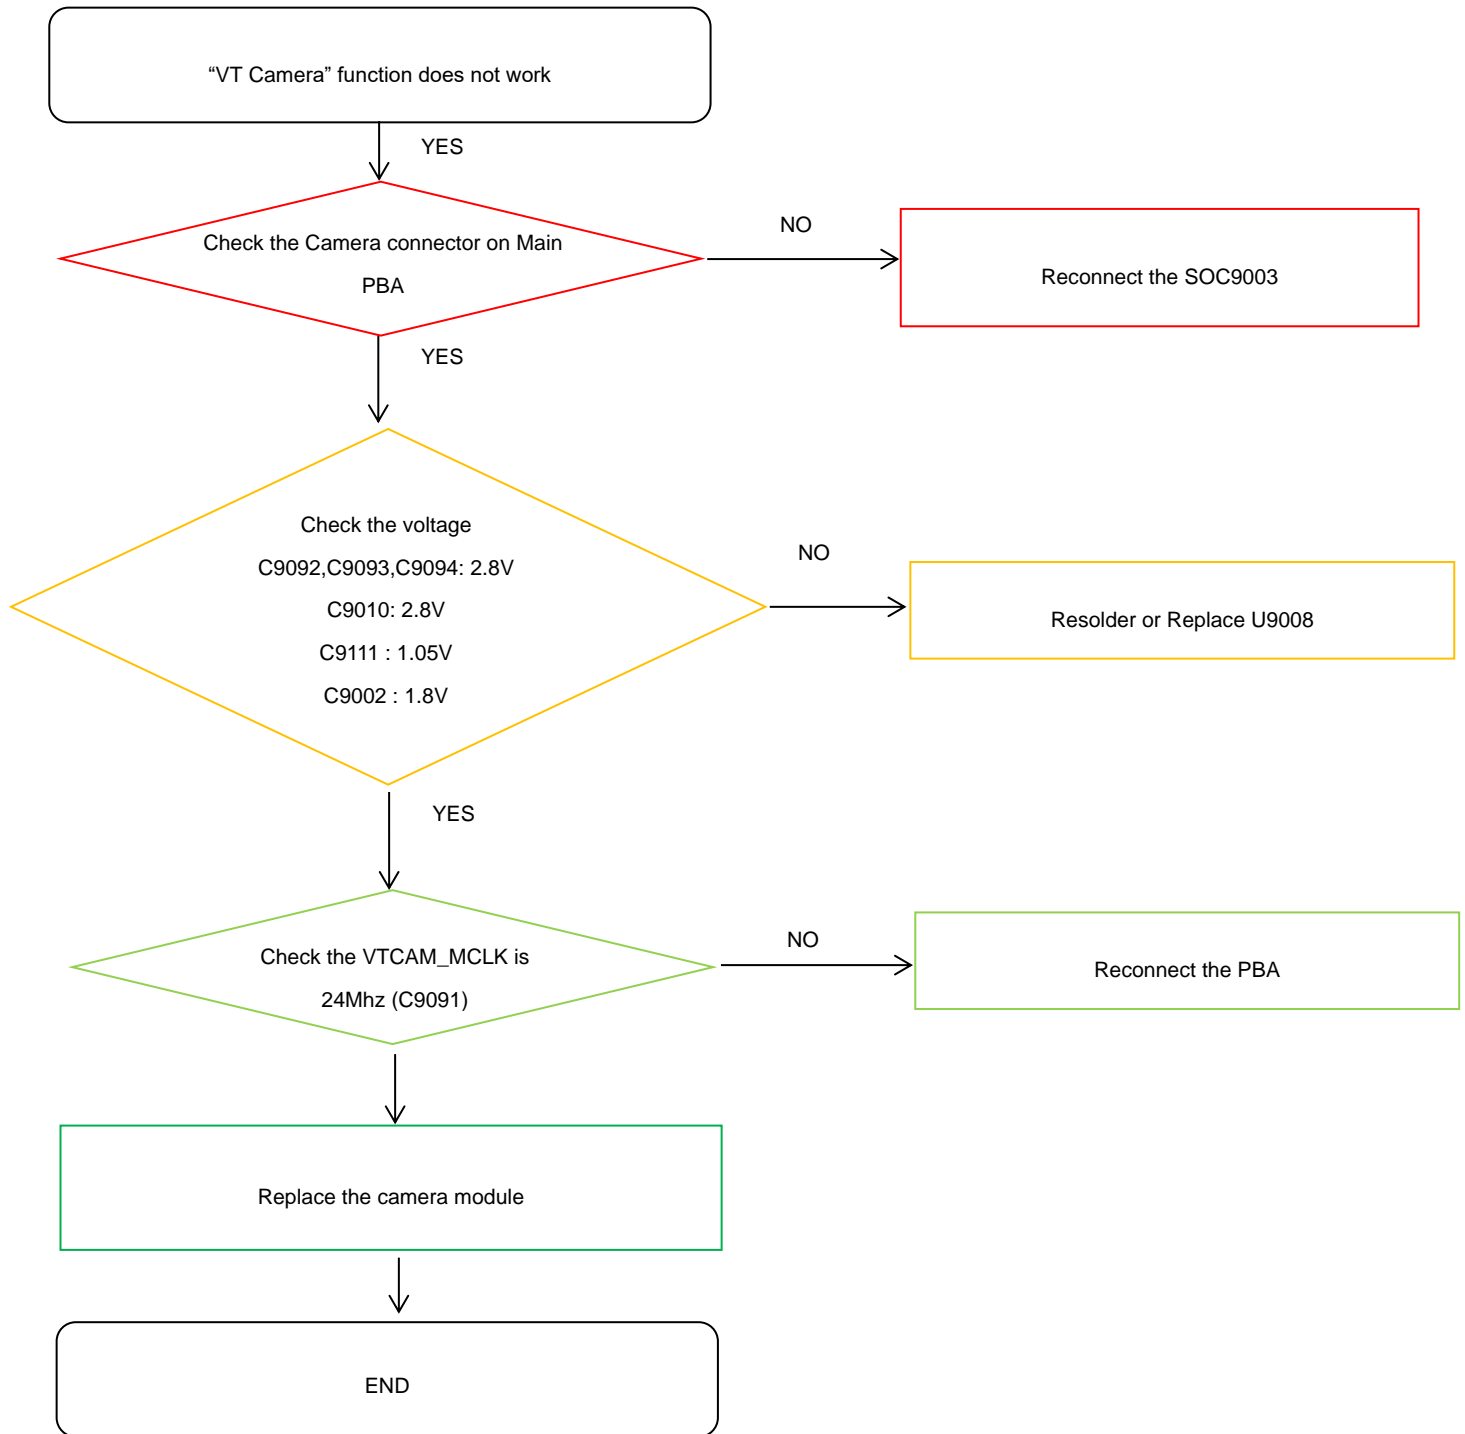 “VT Camera” function does not work
YES
Check the Camera connector on Main
PBA
NO
Reconnect the SOC9003
YES
Check the voltage
C9092,C9093,C9094: 2.8V
C9010: 2.8V
C9111 : 1.05V
C9002 : 1.8V
NO
Resolder or Replace U9008
YES
Check the VTCAM_MCLK is
24Mhz (C9091)
NO
Reconnect the PBA
Replace the camera module
END